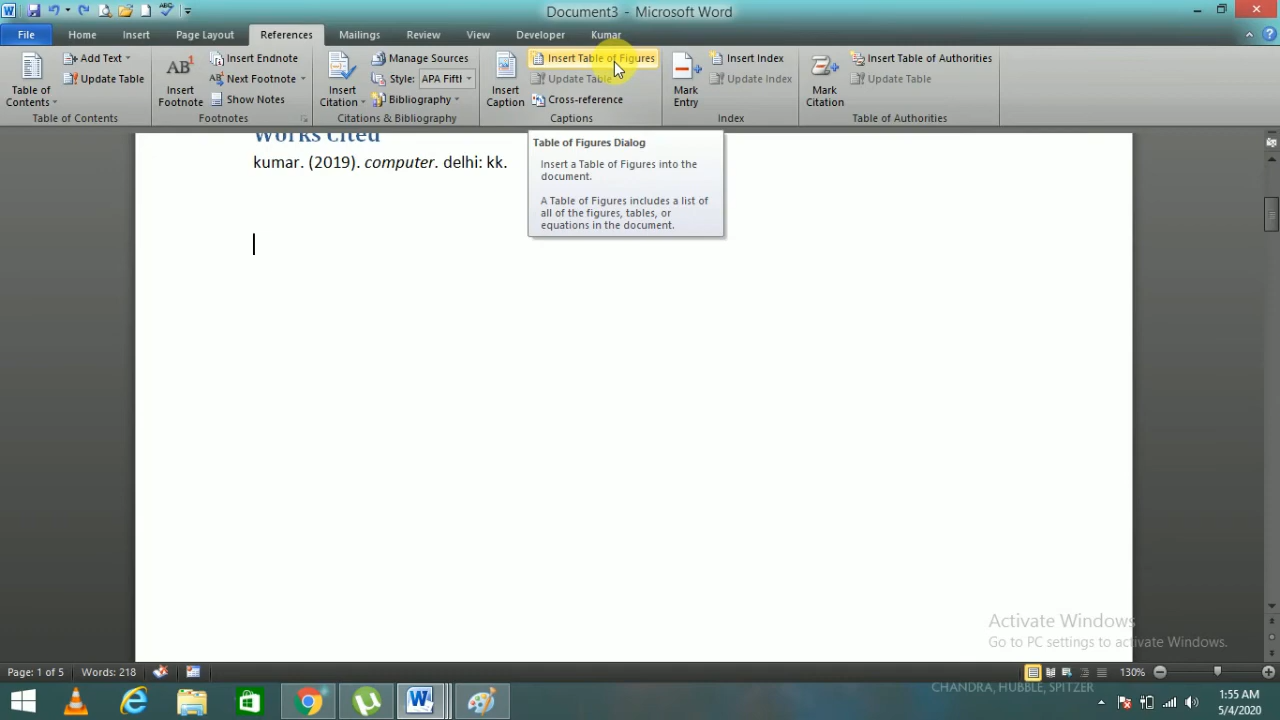 Document3 - Microsoft Word
File Home Insert Page Layout References Mailings Review View Developer Kumar
Table of Contents
Add Text
Update Table
Table of Contents
AB¹
Insert Footnote
Insert Endnote
Next Footnote
Show Notes
Footnotes
Insert Citation
Manage Sources
Style: APA Fifth
Bibliography
Citations & Bibliography
Insert Caption
Insert Table of Figures
Update Table
Cross-reference
Captions
Mark Entry
Insert Index
Update Index
Index
Mark Citation
Insert Table of Authorities
Update Table
Table of Authorities
Table of Figures Dialog
Insert a Table of Figures into the
document.
A Table of Figures includes a list of
all of the figures, tables, or
equations in the document.
Works Cited
kumar. (2019). computer. delhi: kk.
Activate Windows
Go to PC settings to activate Windows.
Page: 1 of 5 Words: 218 130%
CHANDRA, HUBBLE, SPITZER
1:55 AM
5/4/2020